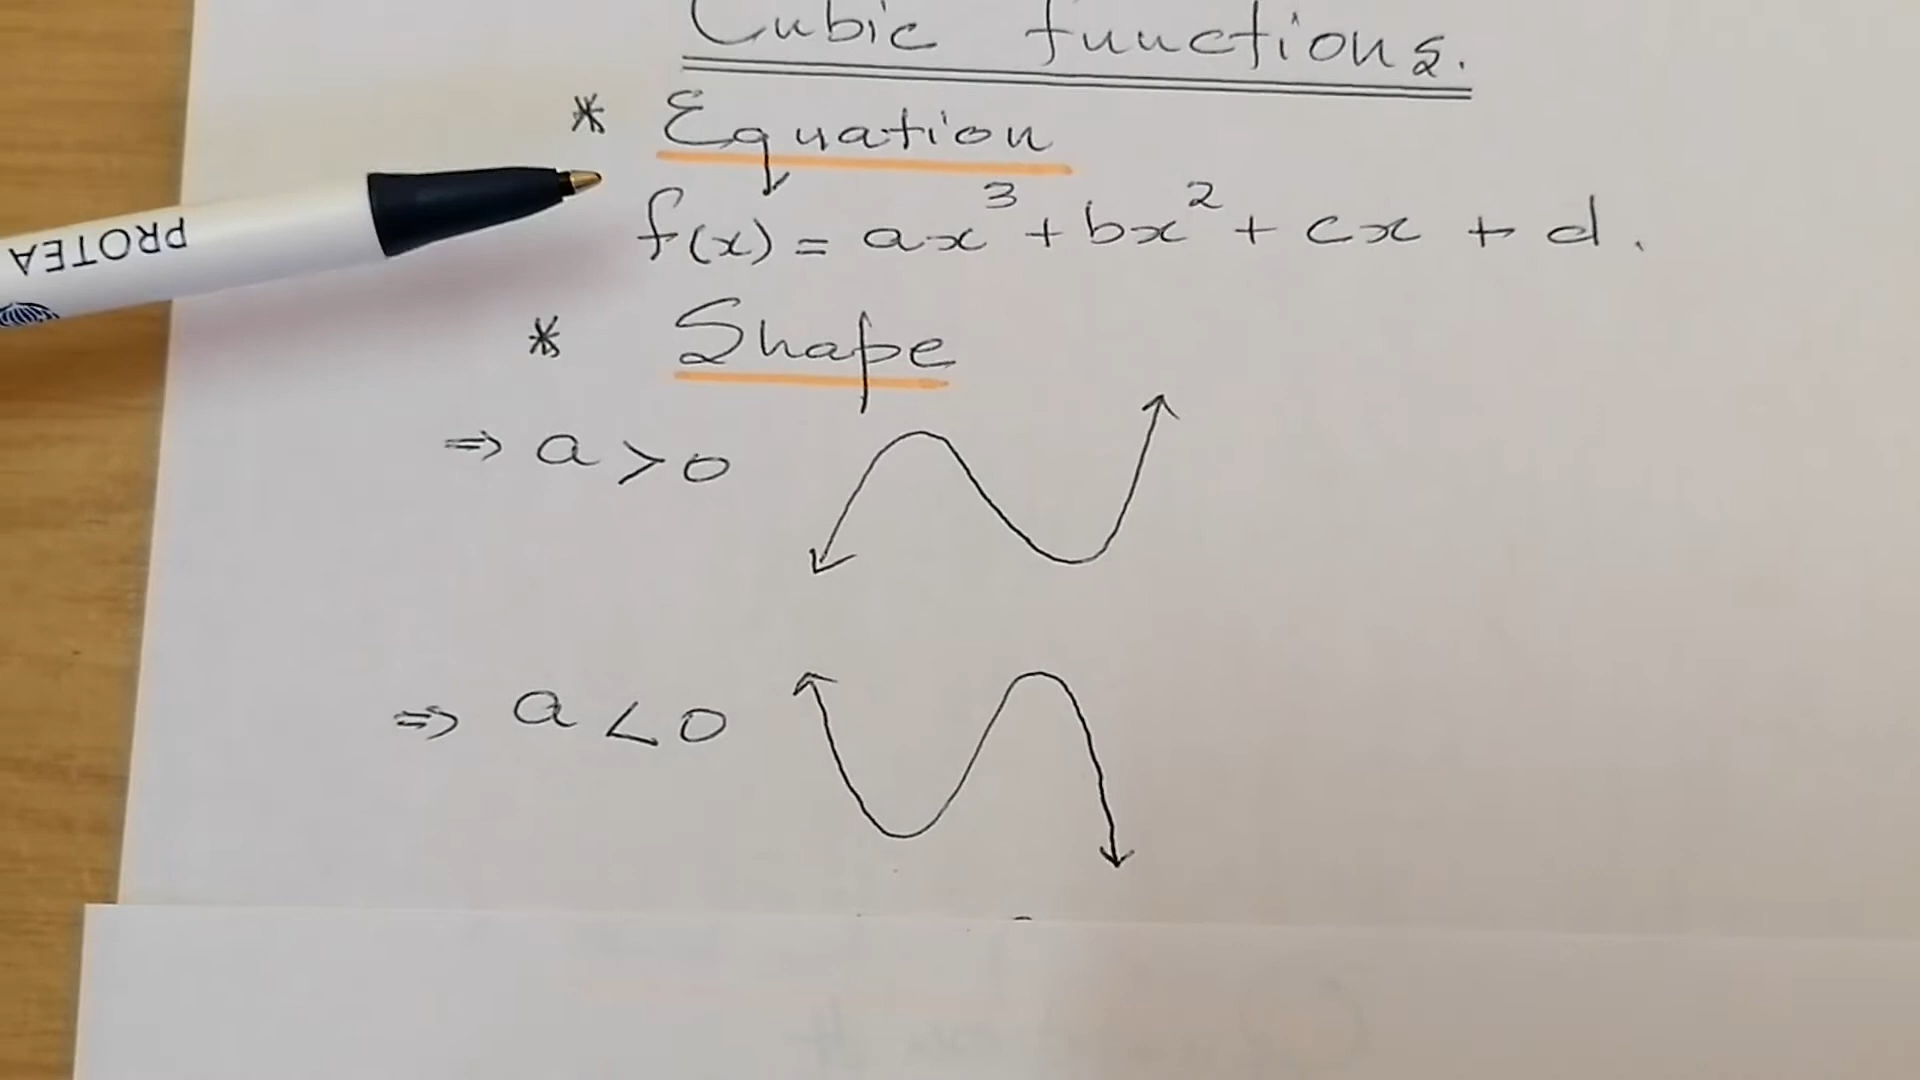 Cubic functions.
* Equation
f(x) = ax³ + bx² + cx + d.
* Shape
⇒ a > 0
⇒ a < 0
PROTEA